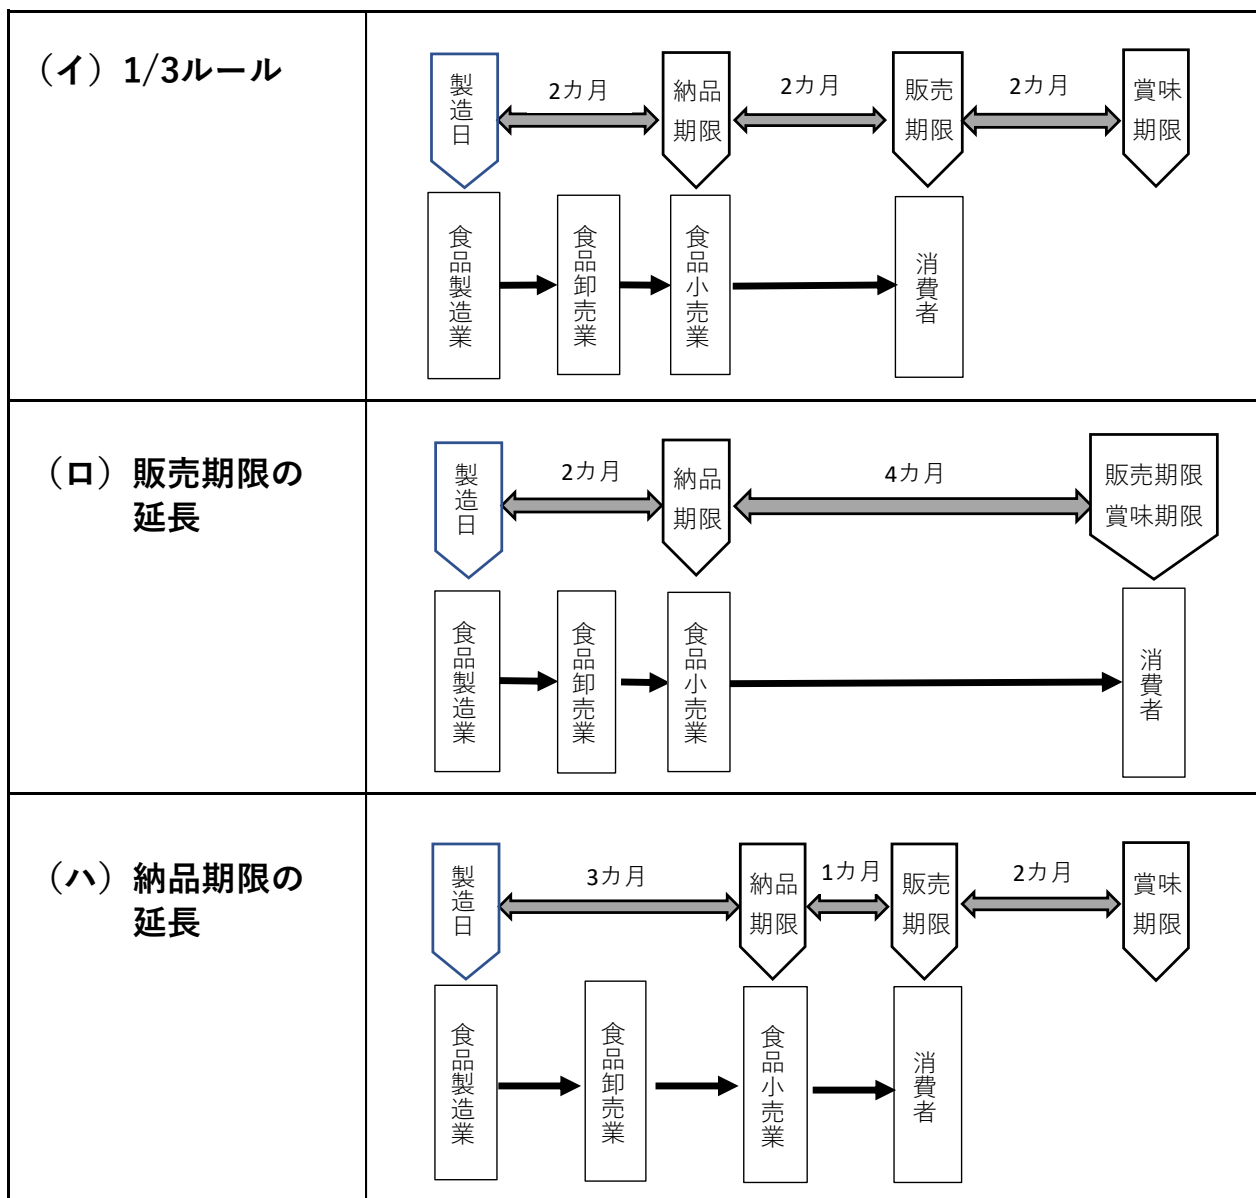 （イ）1/3ルール
製造日
2カ月
納品
期限
2カ月
販売
期限
2カ月
賞味
期限
食品製造業
食品卸売業
食品小売業
消費者
（ロ）販売期限の
延長
製造日
2カ月
納品
期限
4カ月
販売期限
賞味期限
食品製造業
食品卸売業
食品小売業
消費者
（ハ）納品期限の
延長
製造日
3カ月
納品
期限
1カ月
販売
期限
2カ月
賞味
期限
食品製造業
食品卸売業
食品小売業
消費者